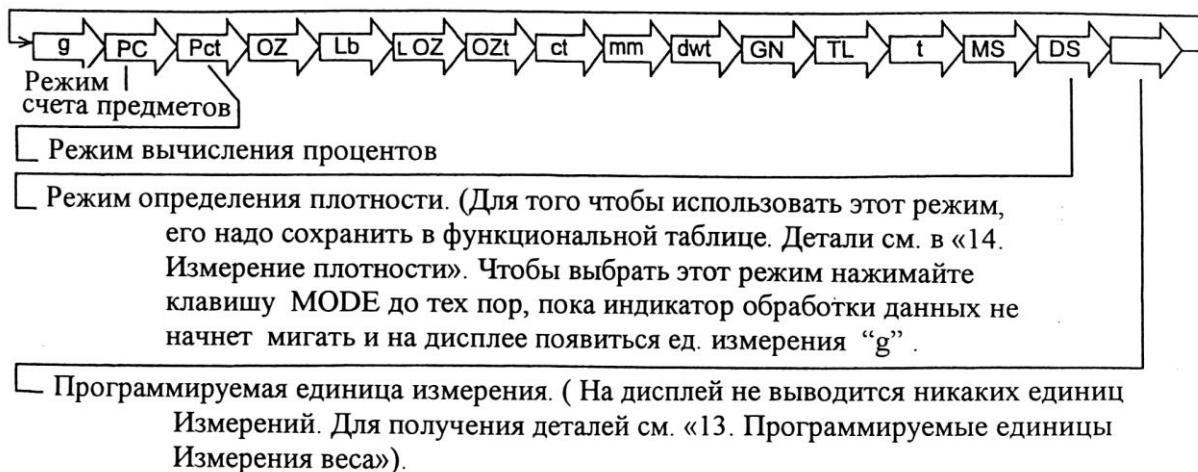 g PC Pct OZ Lb L OZ OZt ct mm dwt GN TL t MS DS
Режим
счета предметов
Режим вычисления процентов
Режим определения плотности. (Для того чтобы использовать этот режим,
его надо сохранить в функциональной таблице. Детали см. в «14.
Измерение плотности». Чтобы выбрать этот режим нажимайте
клавишу MODE до тех пор, пока индикатор обработки данных не
начнет мигать и на дисплее появиться ед. измерения “g” .
Программируемая единица измерения. ( На дисплей не выводится никаких единиц
Измерений. Для получения деталей см. «13. Программируемые единицы
Измерения веса»).